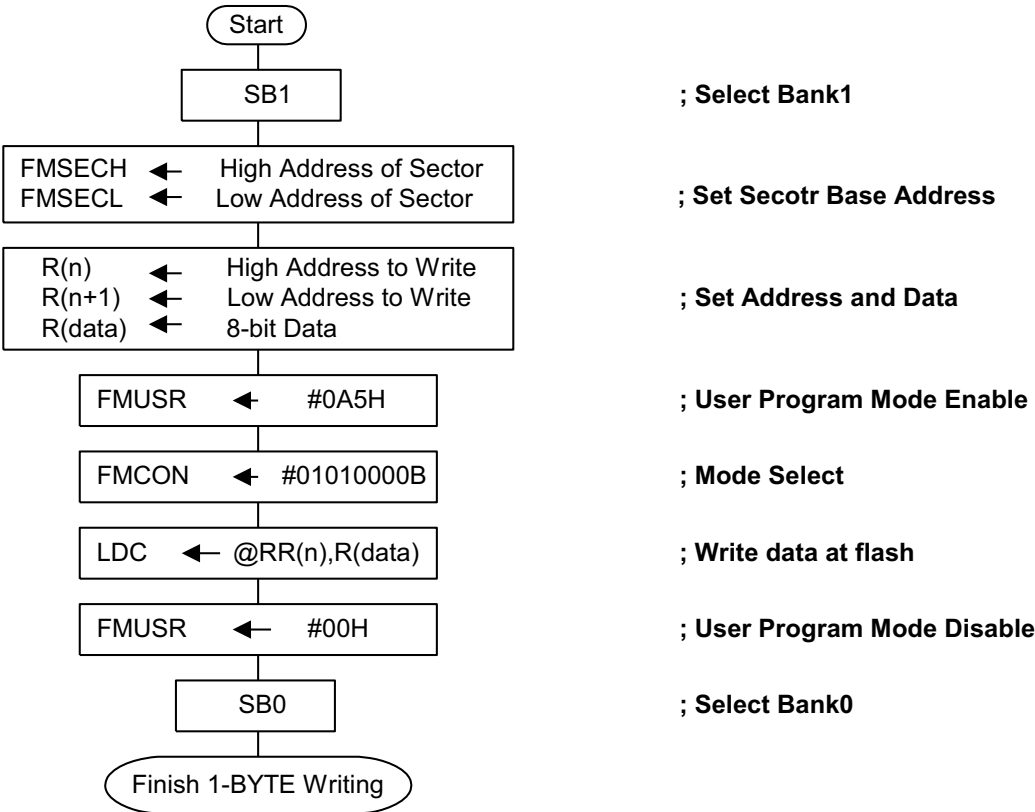 Start
SB1 ; Select Bank1
FMSECH ← High Address of Sector
FMSECL ← Low Address of Sector
; Set Secotr Base Address
R(n) ← High Address to Write
R(n+1) ← Low Address to Write ; Set Address and Data
R(data) ← 8-bit Data
FMUSR ← #0A5H ; User Program Mode Enable
FMCON ← #01010000B ; Mode Select
LDC ← @RR(n),R(data) ; Write data at flash
FMUSR ← #00H ; User Program Mode Disable
SB0 ; Select Bank0
Finish 1-BYTE Writing